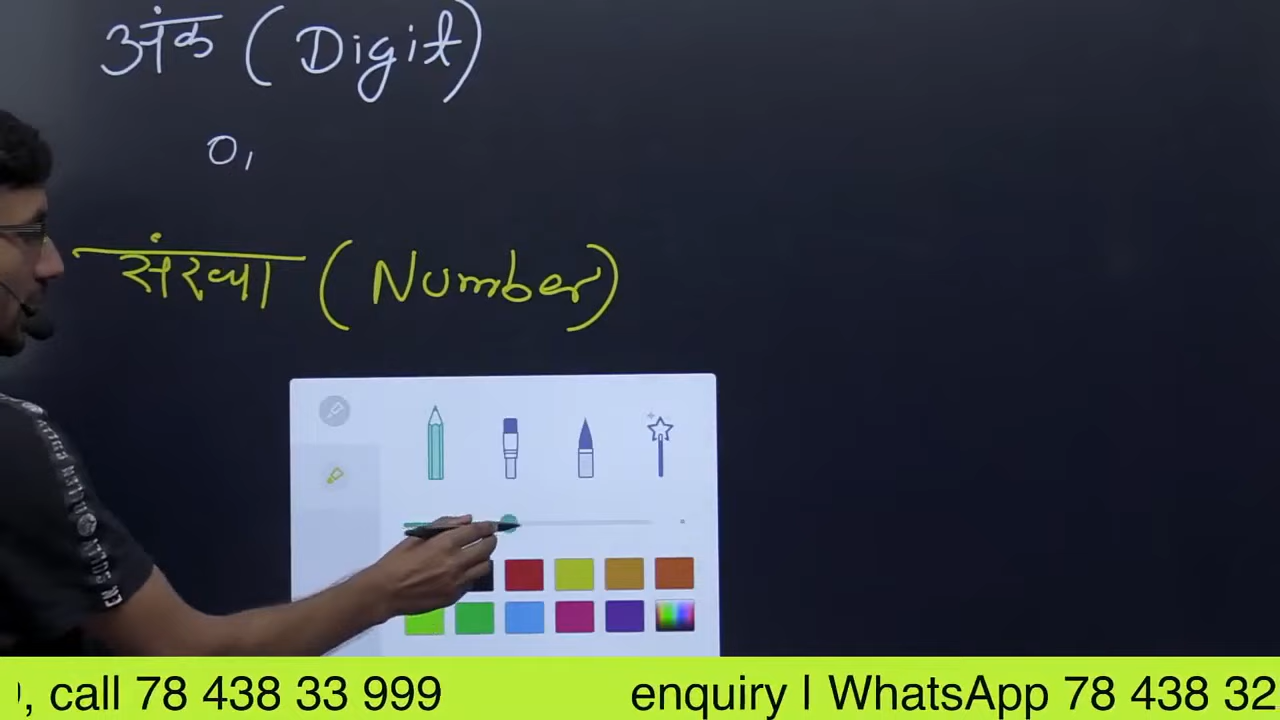 अंक (Digit)
0,
संख्या (Number)
, call 78 438 33 999 enquiry | WhatsApp 78 438 32